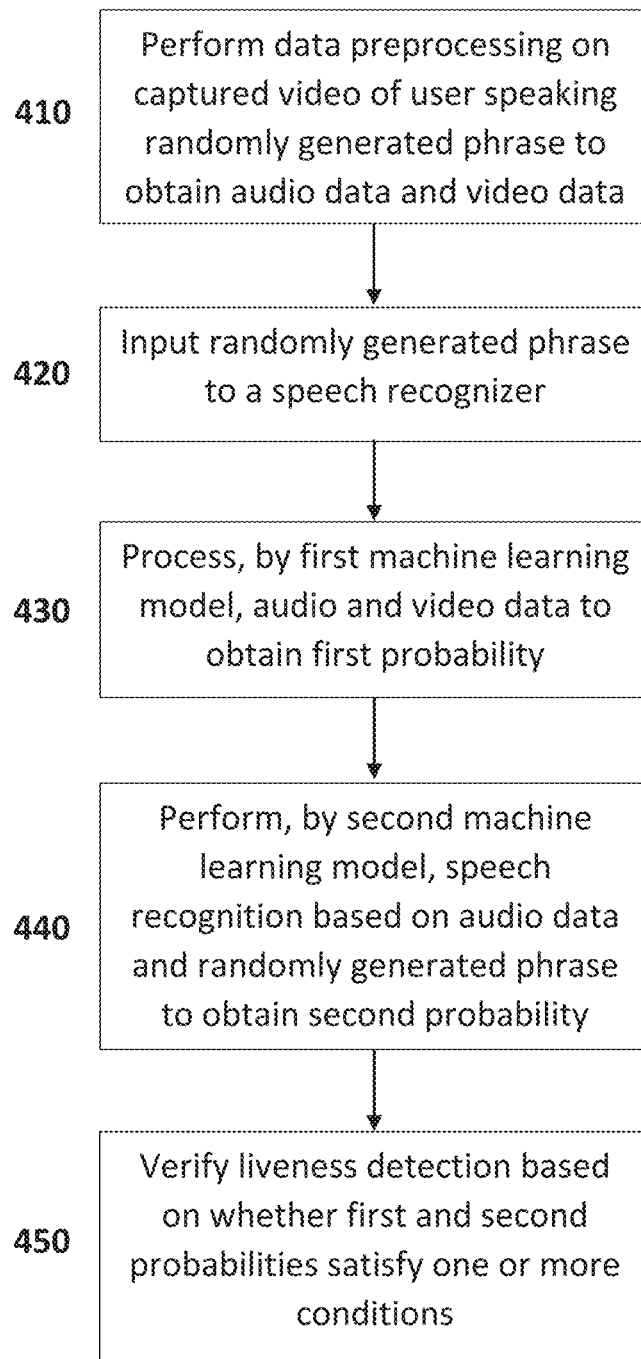 Perform data preprocessing on
captured video of user speaking
410
randomly generated phrase to
obtain audio data and video data
Input randomly generated phrase
420
to a speech recognizer
Process, by first machine learning
430
model, audio and video data to
obtain first probability
Perform, by second machine
learning model, speech
440
recognition based on audio data
and randomly generated phrase
to obtain second probability
Verify liveness detection based
on whether first and second
450
probabilities satisfy one or more
conditions